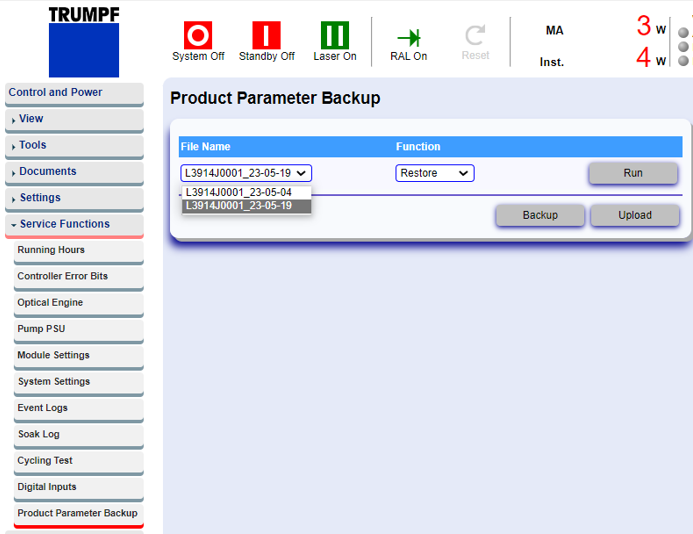 TRUMPF
System Off
Standby Off
Laser On
RAL On
Reset
MA 3 W
Inst. 4 W
Control and Power
View
Tools
Documents
Settings
Service Functions
Running Hours
Controller Error Bits
Optical Engine
Pump PSU
Module Settings
System Settings
Event Logs
Soak Log
Cycling Test
Digital Inputs
Product Parameter Backup
Product Parameter Backup
File Name Function
L3914J0001_23-05-19 Restore Run
L3914J0001_23-05-04
L3914J0001_23-05-19
Backup Upload